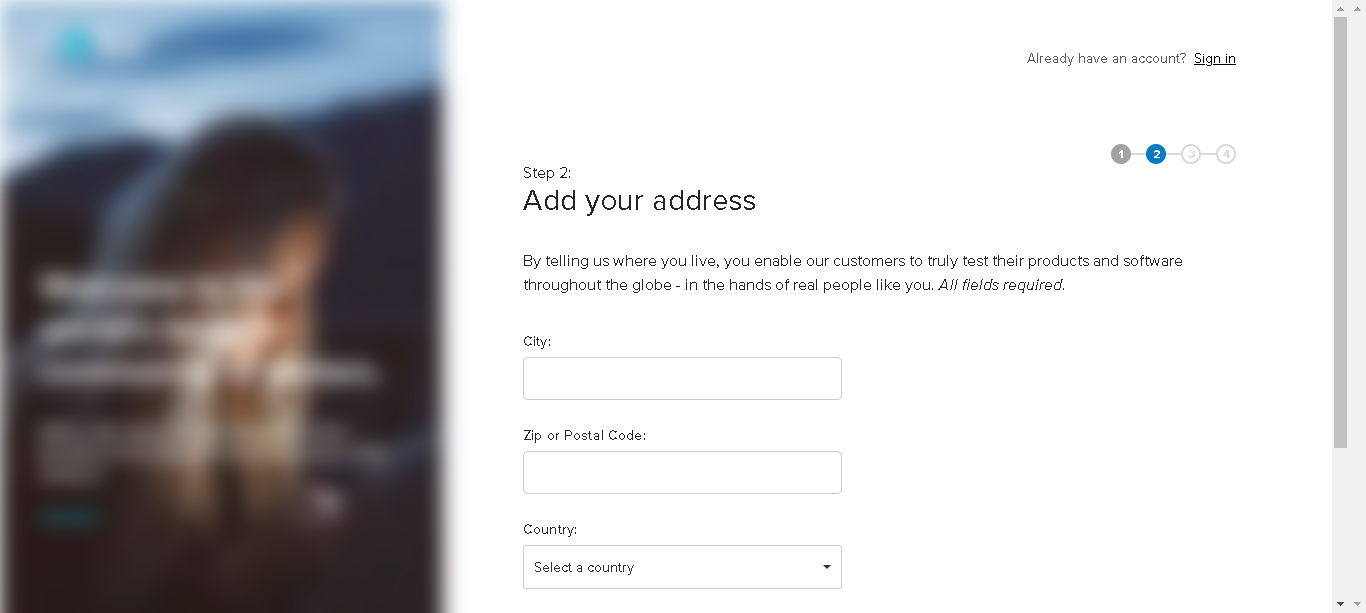 Already have an account? Sign in
1 2 3 4
Step 2:
Add your address
By telling us where you live, you enable our customers to truly test their products and software
throughout the globe - in the hands of real people like you. All fields required.
City:
Zip or Postal Code:
Country:
Select a country